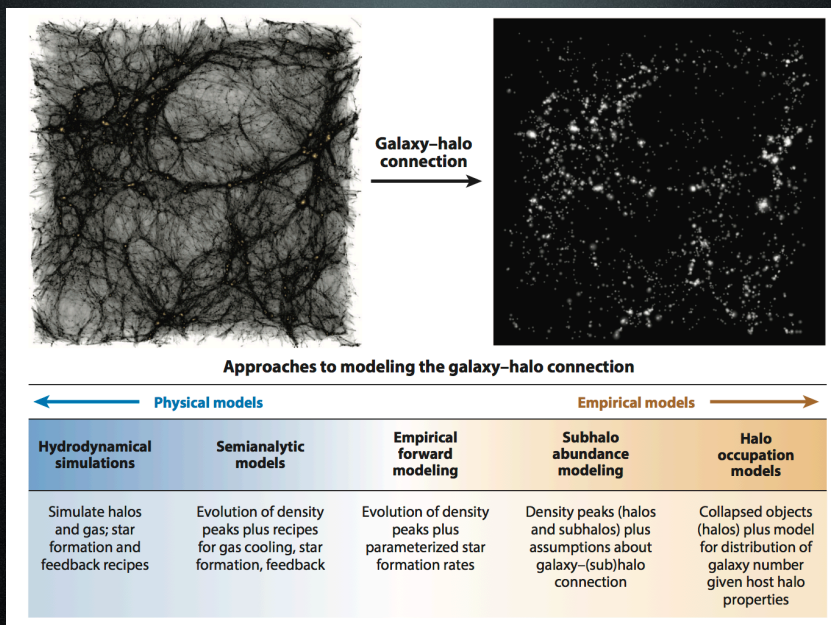 Galaxy–halo
connection
Approaches to modeling the galaxy–halo connection
Physical models
Empirical models
Hydrodynamical
simulations
Semianalytic
models
Empirical
forward
modeling
Subhalo
abundance
modeling
Halo
occupation
models
Simulate halos
and gas; star
formation and
feedback recipes
Evolution of density
peaks plus recipes
for gas cooling, star
formation, feedback
Evolution of density
peaks plus
parameterized star
formation rates
Density peaks (halos
and subhalos) plus
assumptions about
galaxy–(sub)halo
connection
Collapsed objects
(halos) plus model
for distribution of
galaxy number
given host halo
properties